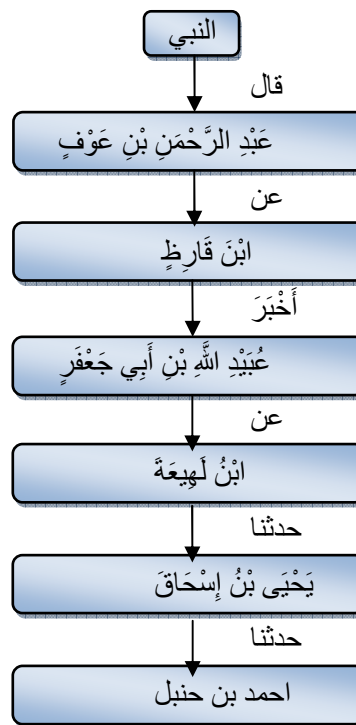 النبي
قال
عَبْدِ الرَّحْمَنِ بْنِ عَوْفٍ
عن
ابْنَ قَارِظٍ
أَخْبَرَ
عُبَيْدِ اللَّهِ بْنِ أَبِي جَعْفَرٍ
عن
ابْنُ لَهِيعَةَ
حدثنا
يَحْيَى بْنُ إِسْحَاقَ
حدثنا
احمد بن حنبل